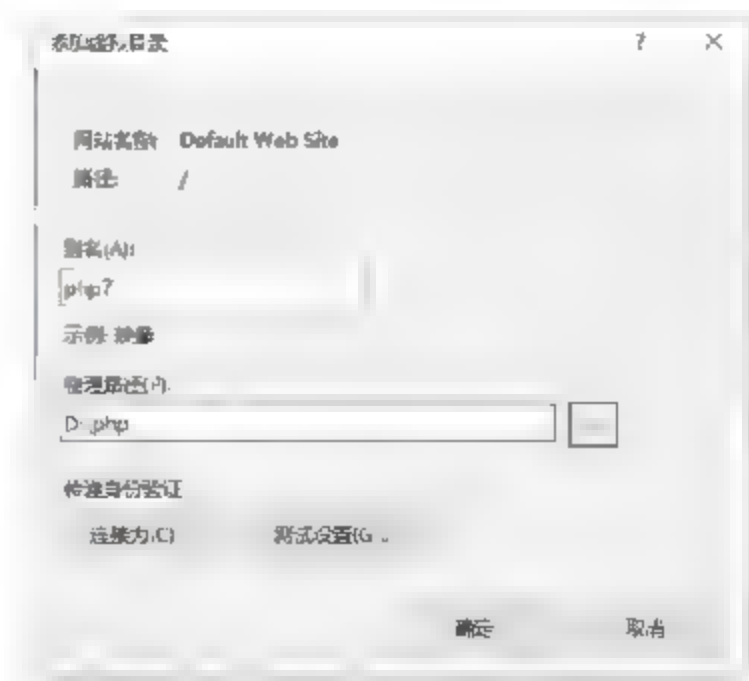 添加虚拟目录
网站名称: Default Web Site
路径: /
别名(A):
php7
示例: 映像
物理路径(P):
D:\php
...
传递身份验证
连接为(C)
测试设置(G)...
确定 取消